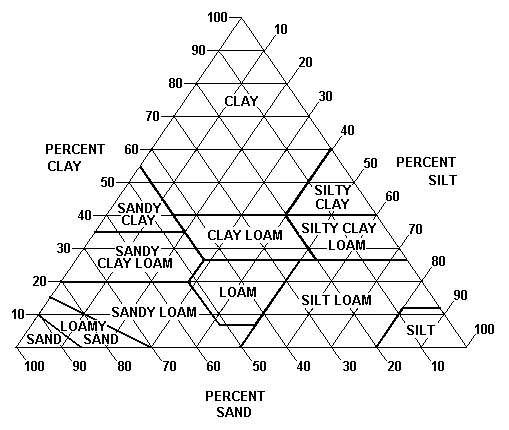 100
10
90
20
80
CLAY
30
70
40
60
PERCENT
CLAY
50
PERCENT
SILT
50
SILTY
CLAY
60
SANDY
CLAY
40
CLAY LOAM
SILTY CLAY
LOAM
70
30
SANDY
CLAY LOAM
80
20
LOAM
SILT LOAM
90
SANDY LOAM
10
LOAMY
SAND
SAND
SILT
100
100
90
80
70
60
50
40
30
20
10
PERCENT
SAND